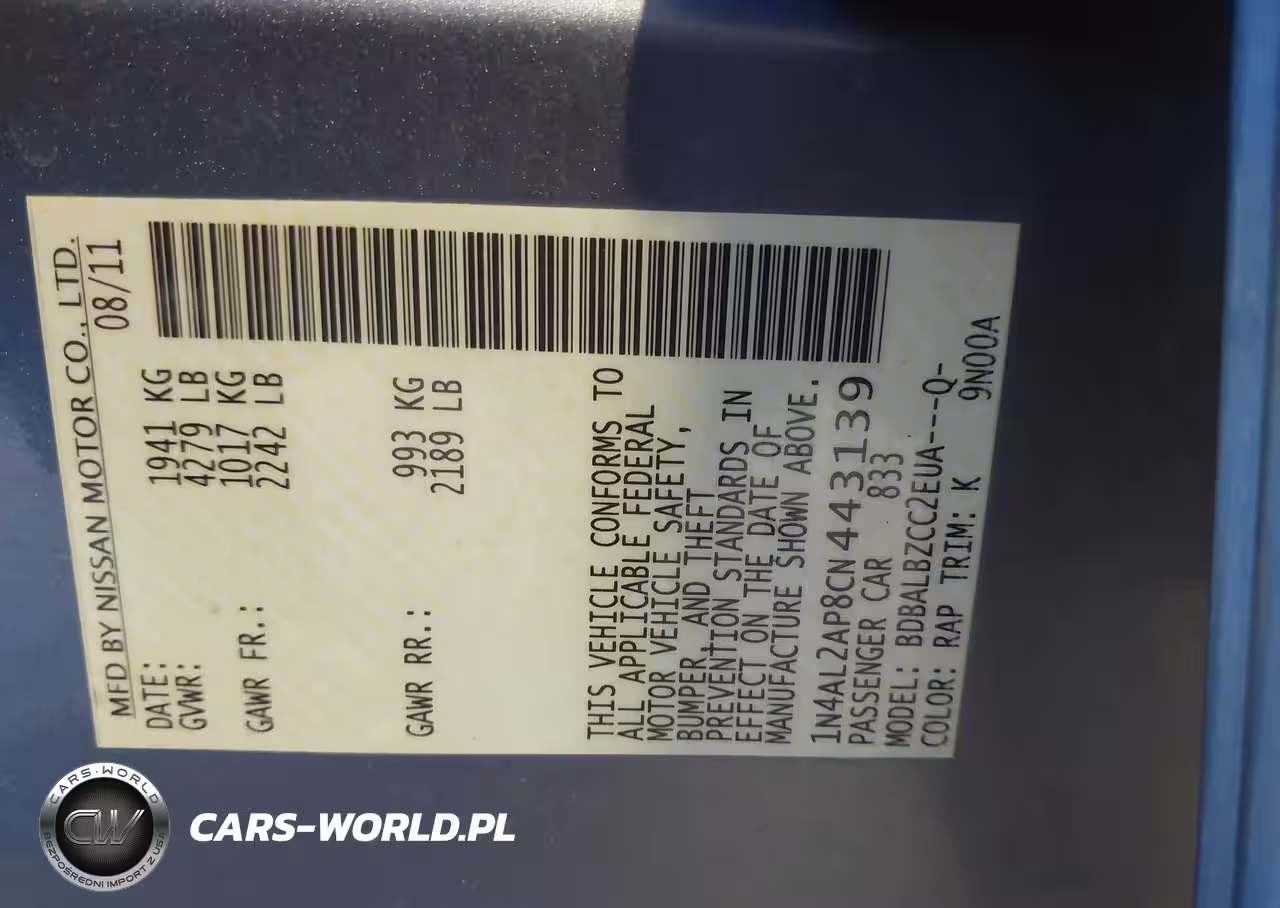 MFD BY NISSAN MOTOR CO., LTD.
DATE: 08/11
GVWR: 1941 KG
4279 LB
GAWR FR.: 1017 KG
2242 LB
GAWR RR.: 993 KG
2189 LB
THIS VEHICLE CONFORMS TO
ALL APPLICABLE FEDERAL
MOTOR VEHICLE SAFETY,
BUMPER, AND THEFT
PREVENTION STANDARDS IN
EFFECT ON THE DATE OF
MANUFACTURE SHOWN ABOVE.
1N4AL2AP8CN443139
PASSENGER CAR 833
MODEL: BDBALBZCC2EUA---Q-
COLOR: RAP TRIM: K 9N00A
CARS-WORLD
CW
BEZPOŚREDNI IMPORT Z USA
CARS-WORLD.PL